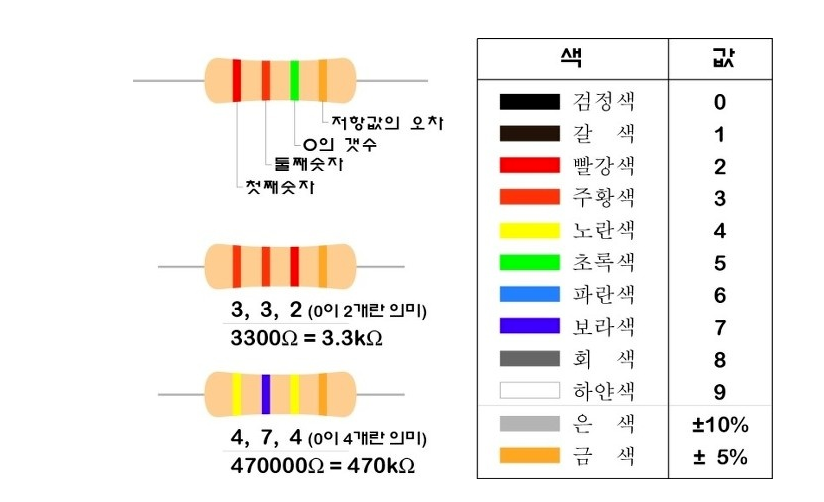 저항값의 오차
0의 갯수
둘째숫자
첫째숫자
3, 3, 2 (0이 2개란 의미)
3300Ω = 3.3kΩ
4, 7, 4 (0이 4개란 의미)
470000Ω = 470kΩ
색 값
검정색 0
갈 색 1
빨강색 2
주황색 3
노란색 4
초록색 5
파란색 6
보라색 7
회 색 8
하얀색 9
은 색 ±10%
금 색 ± 5%